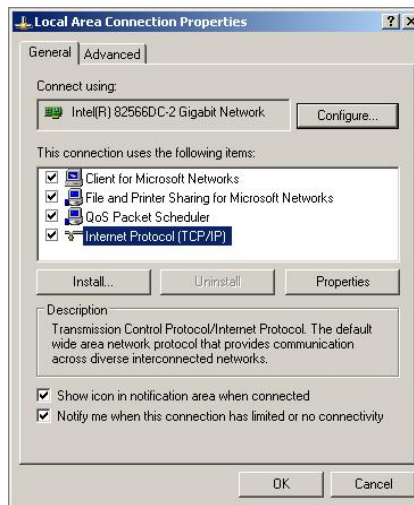 Local Area Connection Properties
General Advanced
Connect using:
Intel(R) 82566DC-2 Gigabit Network Configure...
This connection uses the following items:
Client for Microsoft Networks
File and Printer Sharing for Microsoft Networks
QoS Packet Scheduler
Internet Protocol (TCP/IP)
Install... Uninstall Properties
Description
Transmission Control Protocol/Internet Protocol. The default
wide area network protocol that provides communication
across diverse interconnected networks.
Show icon in notification area when connected
Notify me when this connection has limited or no connectivity
OK Cancel